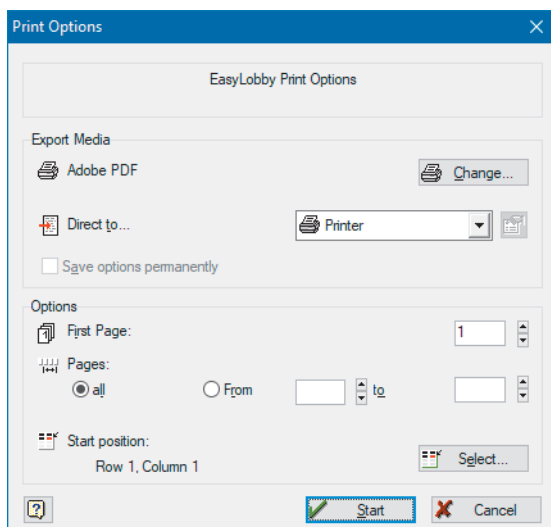 Print Options
EasyLobby Print Options
Export Media
Adobe PDF
Change...
Direct to...
Printer
Save options permanently
Options
First Page:
1
Pages:
all
From
to
Start position:
Row 1, Column 1
Select...
Start
Cancel